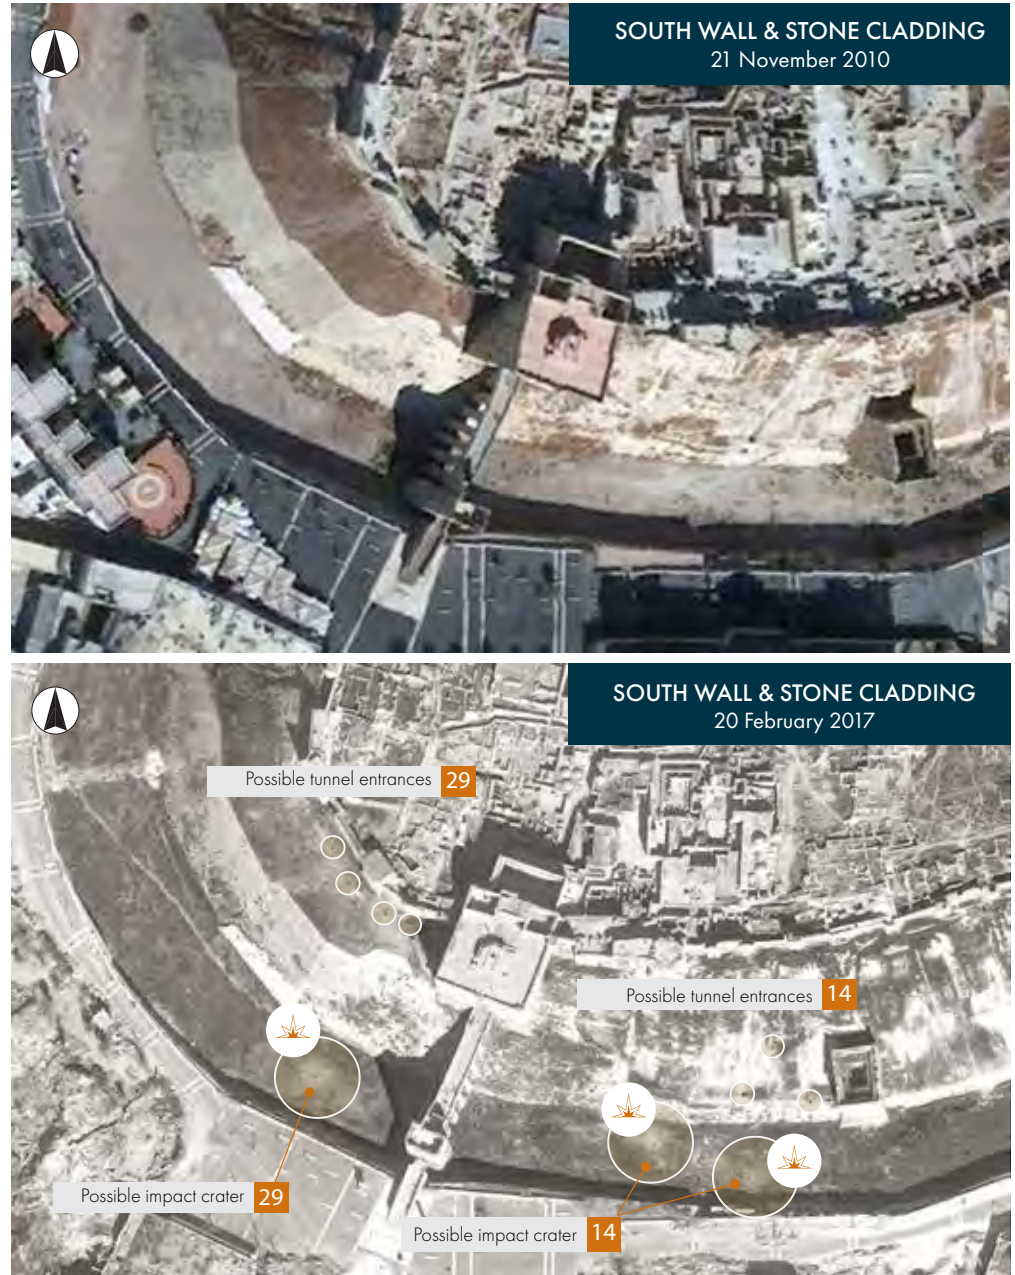 SOUTH WALL & STONE CLADDING
21 November 2010
SOUTH WALL & STONE CLADDING
20 February 2017
Possible tunnel entrances 29
Possible tunnel entrances 14
Possible impact crater 29
Possible impact crater 14